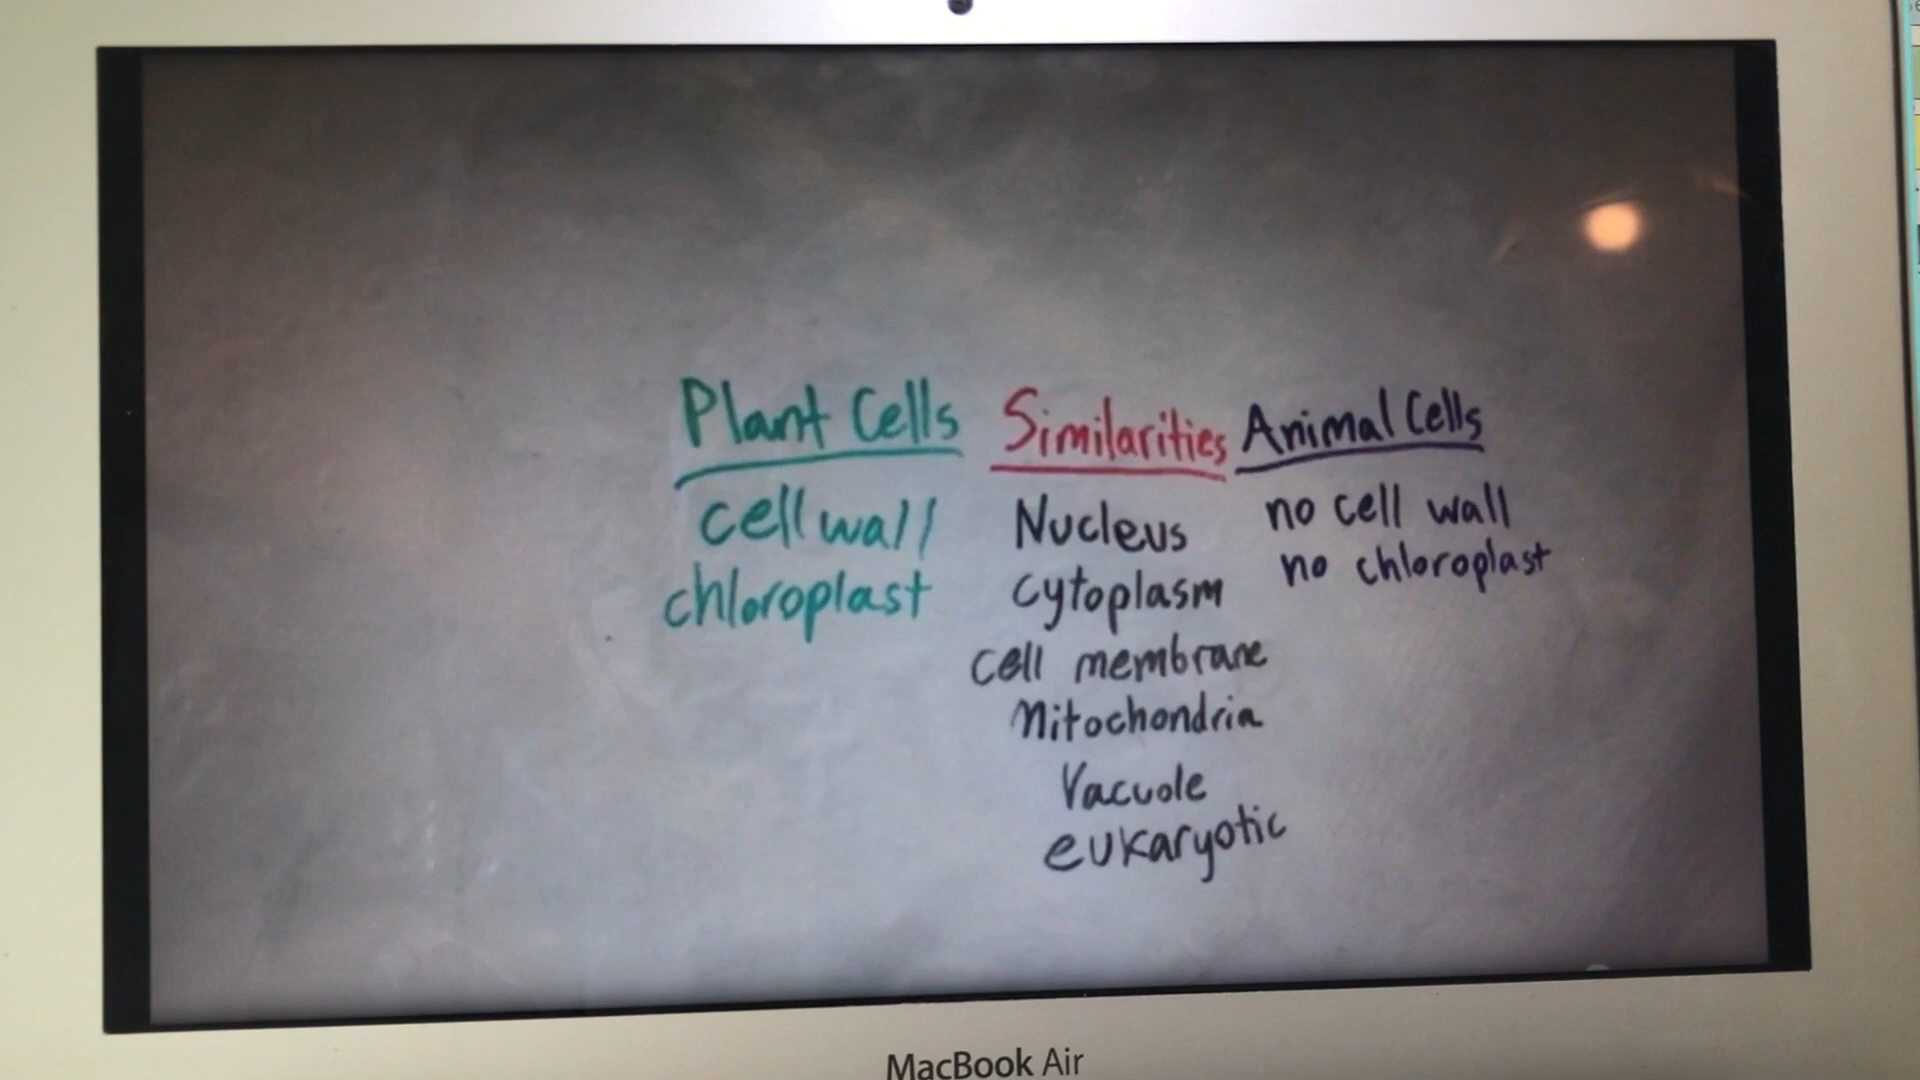 Plant Cells
cell wall
chloroplast
Similarities
Nucleus
cytoplasm
cell membrane
Mitochondria
Vacuole
eukaryotic
Animal Cells
no cell wall
no chloroplast
MacBook Air